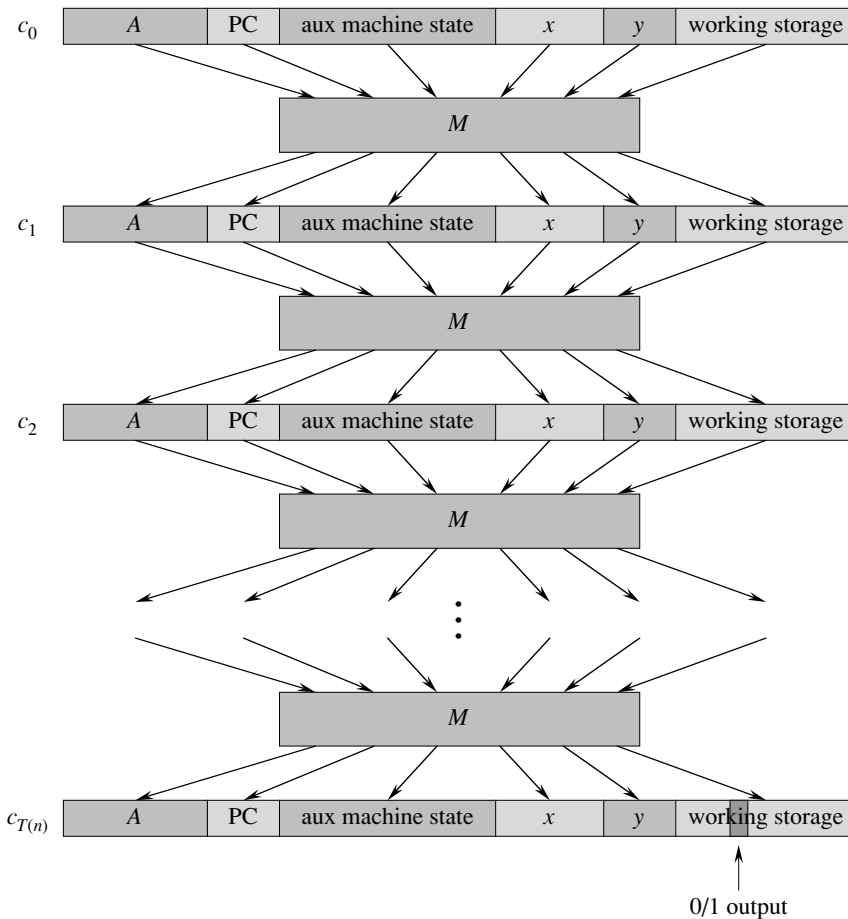 c0 A PC aux machine state x y working storage
M
c1 A PC aux machine state x y working storage
M
c2 A PC aux machine state x y working storage
M
M
cT(n) A PC aux machine state x y working storage
0/1 output